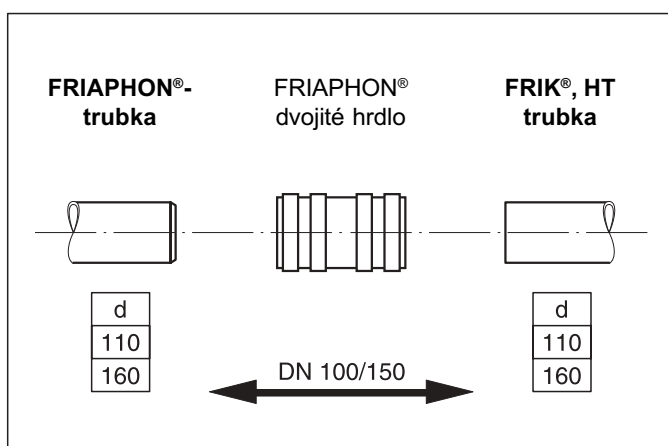 FRIAPHON®-
trubka
FRIAPHON®
dvojité hrdlo
FRIK®, HT
trubka
d
110
160
DN 100/150
d
110
160